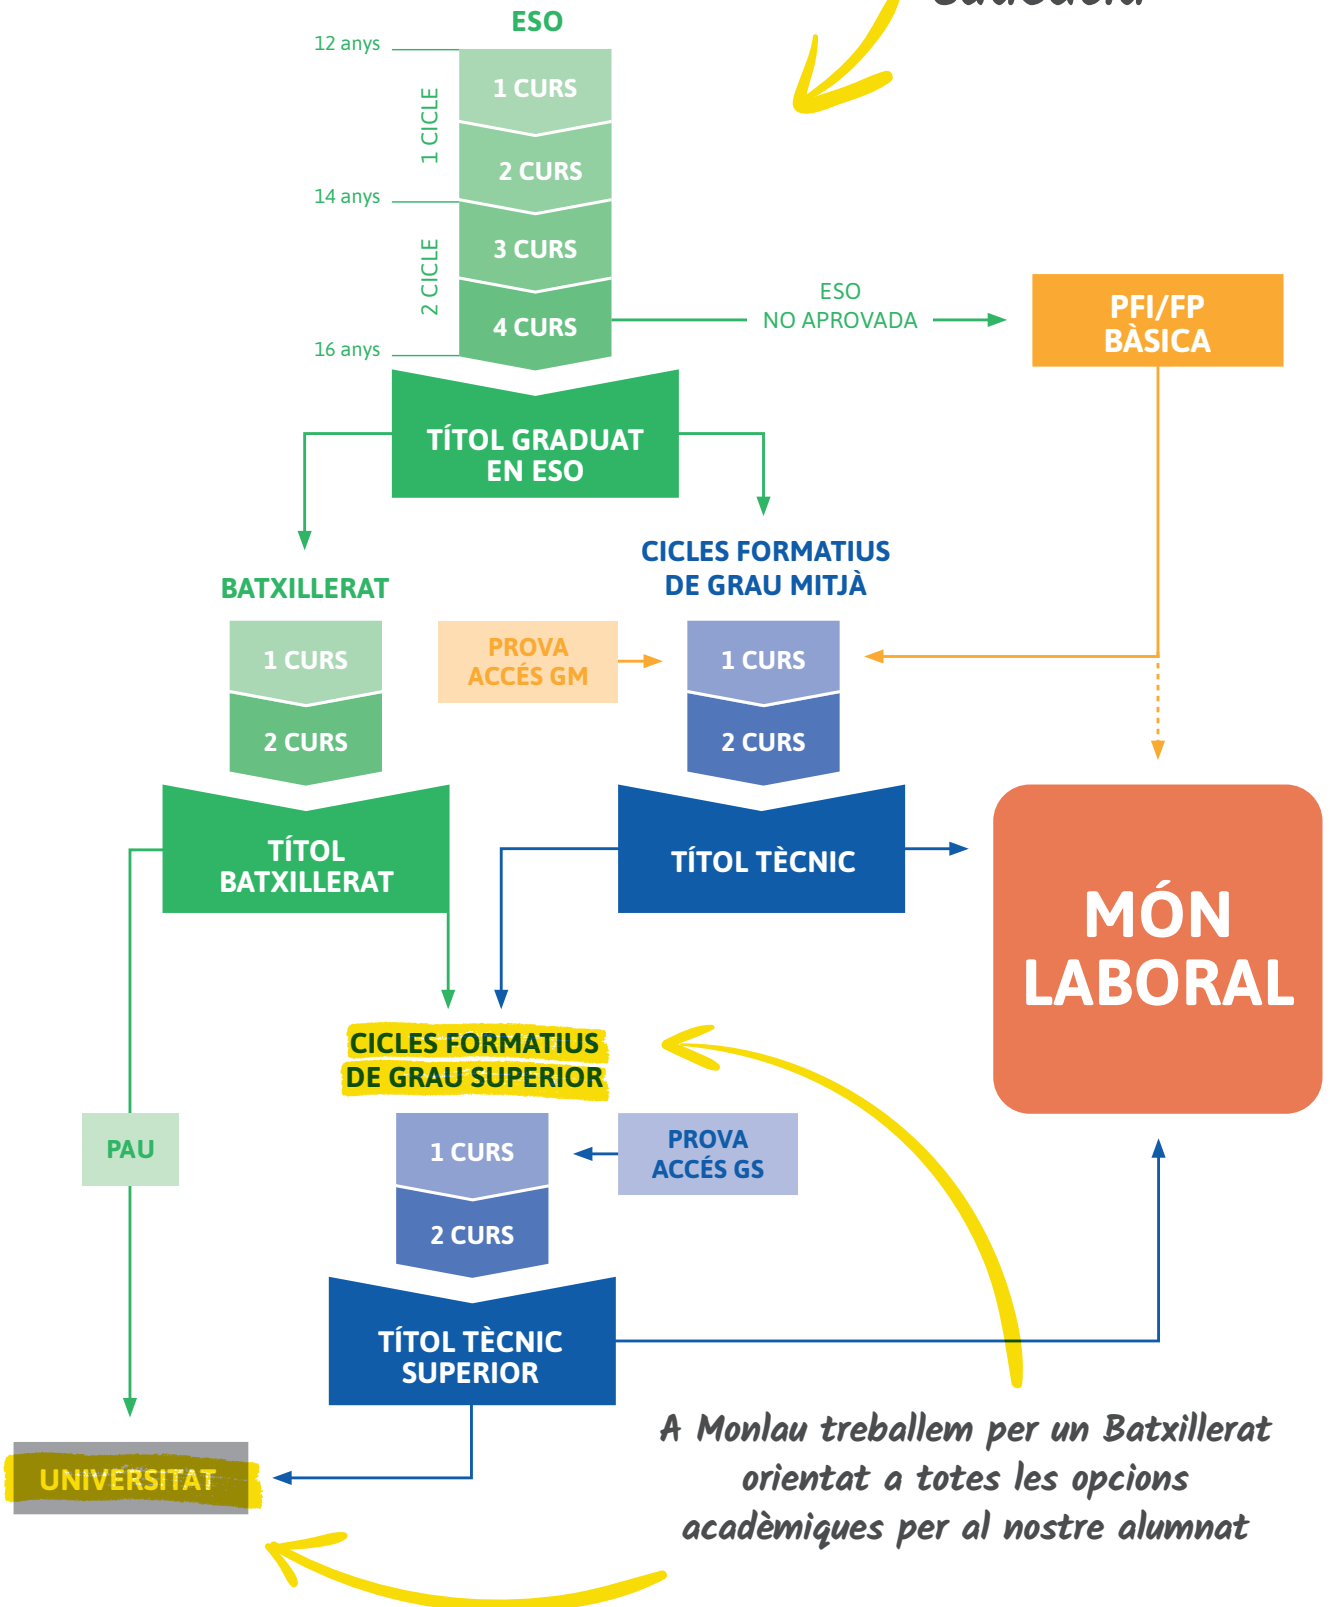 ESO
12 anys
1 CURS
1 CICLE
2 CURS
14 anys
3 CURS
2 CICLE
4 CURS
16 anys
ESO
NO APROVADA
PFI/FP
BÀSICA
TÍTOL GRADUAT
EN ESO
CICLES FORMATIUS
DE GRAU MITJÀ
BATXILLERAT
1 CURS
PROVA
ACCÉS GM
1 CURS
2 CURS
2 CURS
TÍTOL
BATXILLERAT
TÍTOL TÈCNIC
MÓN
LABORAL
CICLES FORMATIUS
DE GRAU SUPERIOR
PAU
1 CURS
PROVA
ACCÉS GS
2 CURS
TÍTOL TÈCNIC
SUPERIOR
A Monlau treballem per un Batxillerat
orientat a totes les opcions
acadèmiques per al nostre alumnat
UNIVERSITAT